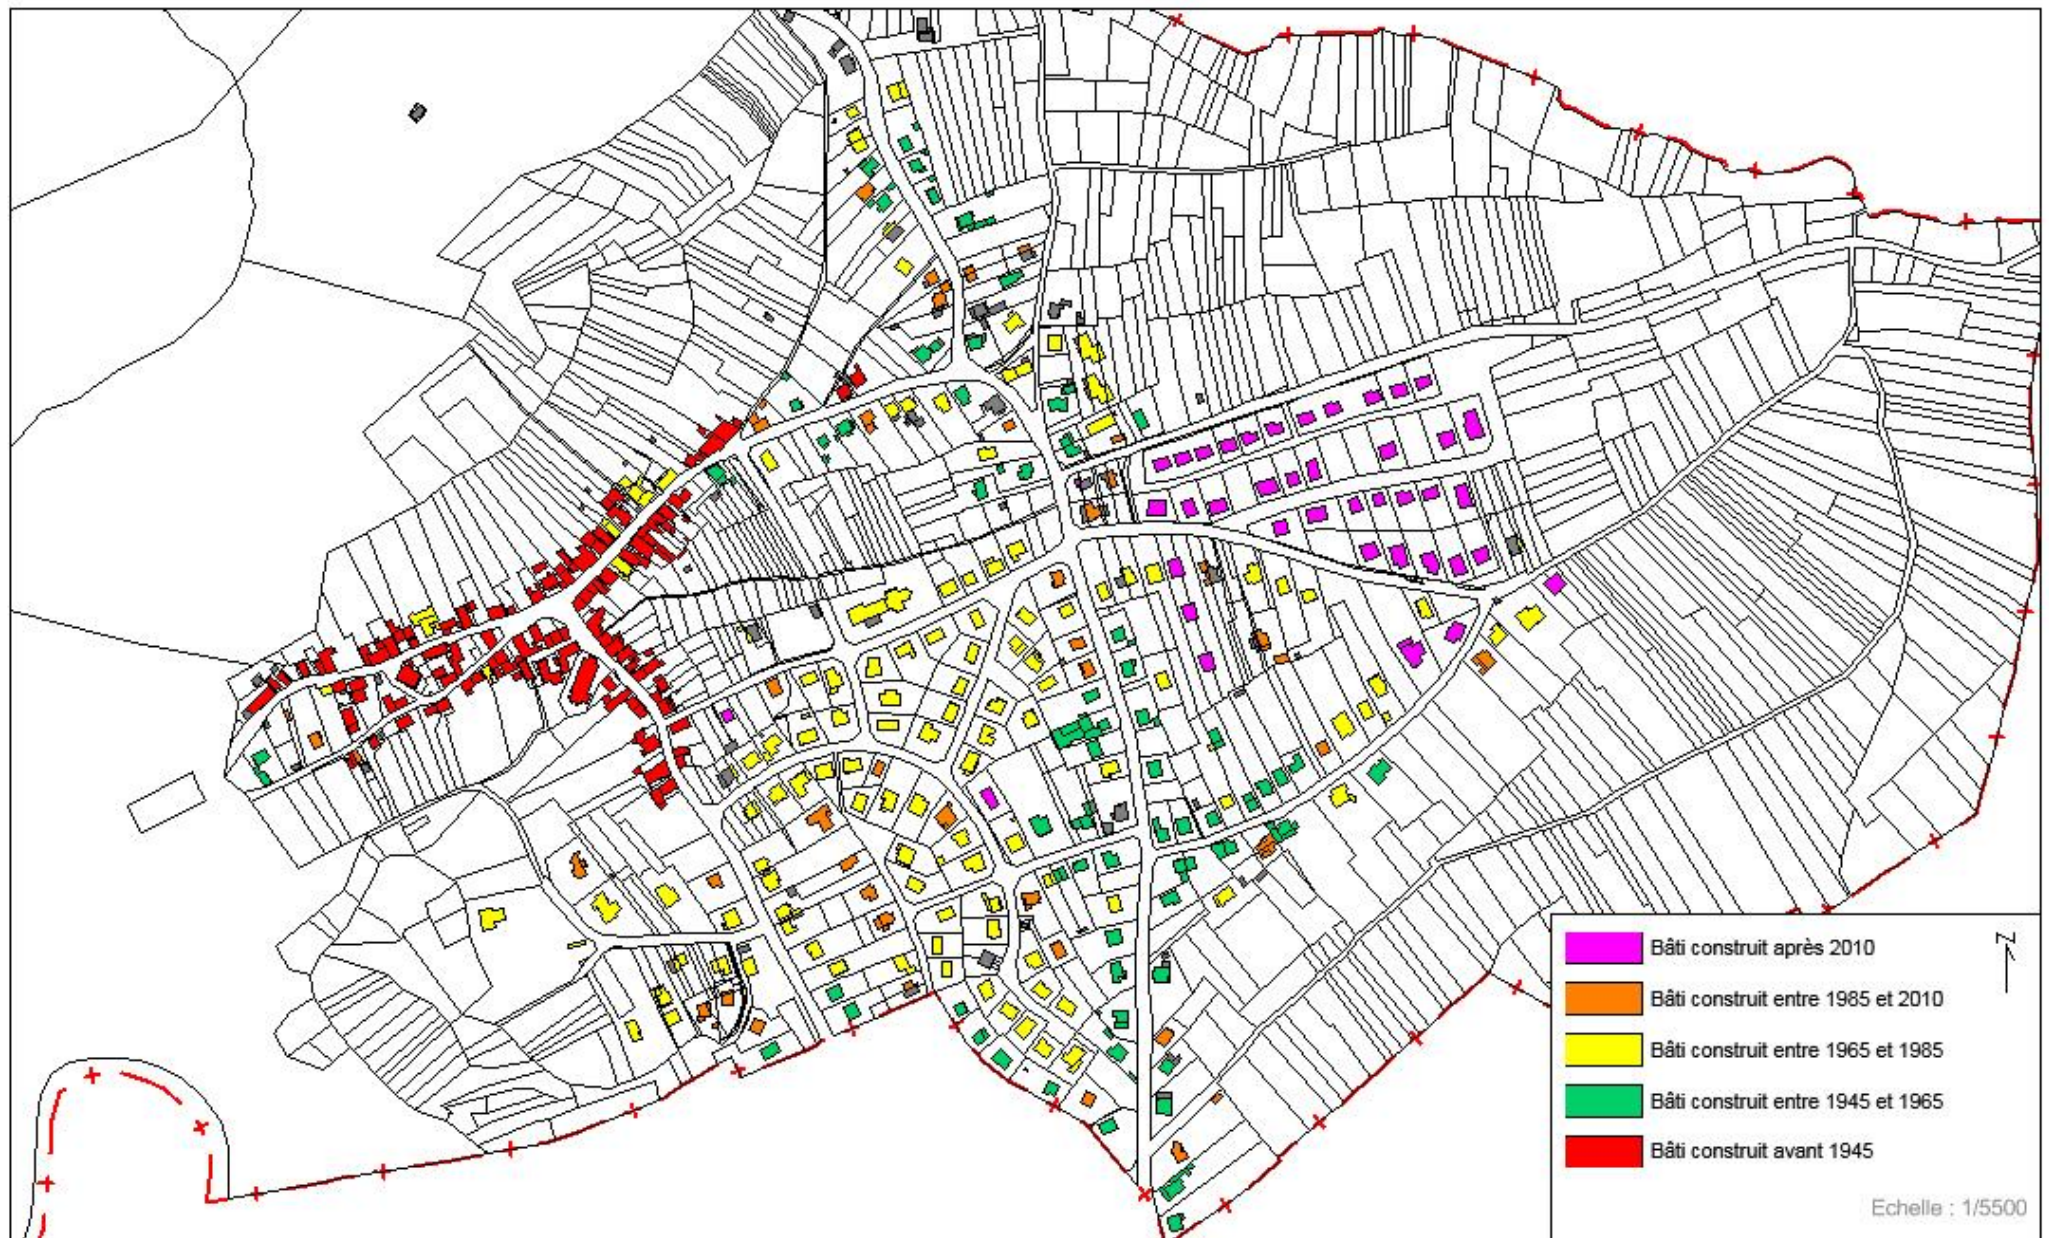 Bâti construit après 2010
Z
Bâti construit entre 1985 et 2010
Bâti construit entre 1965 et 1985
Bâti construit entre 1945 et 1965
Bâti construit avant 1945
Echelle : 1/5500